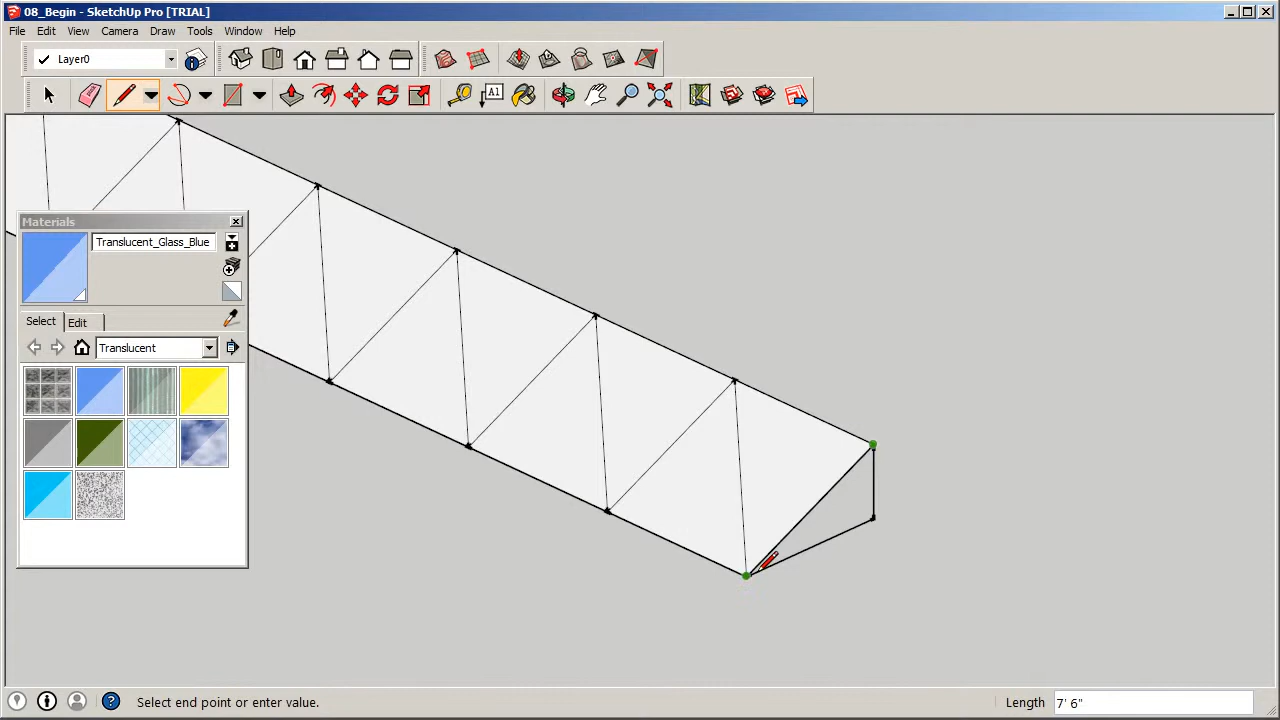 08_Begin - SketchUp Pro [TRIAL]
File Edit View Camera Draw Tools Window Help
Layer0
A1
Materials
Translucent_Glass_Blue
Select Edit
Translucent
Select end point or enter value.
Length 7' 6"